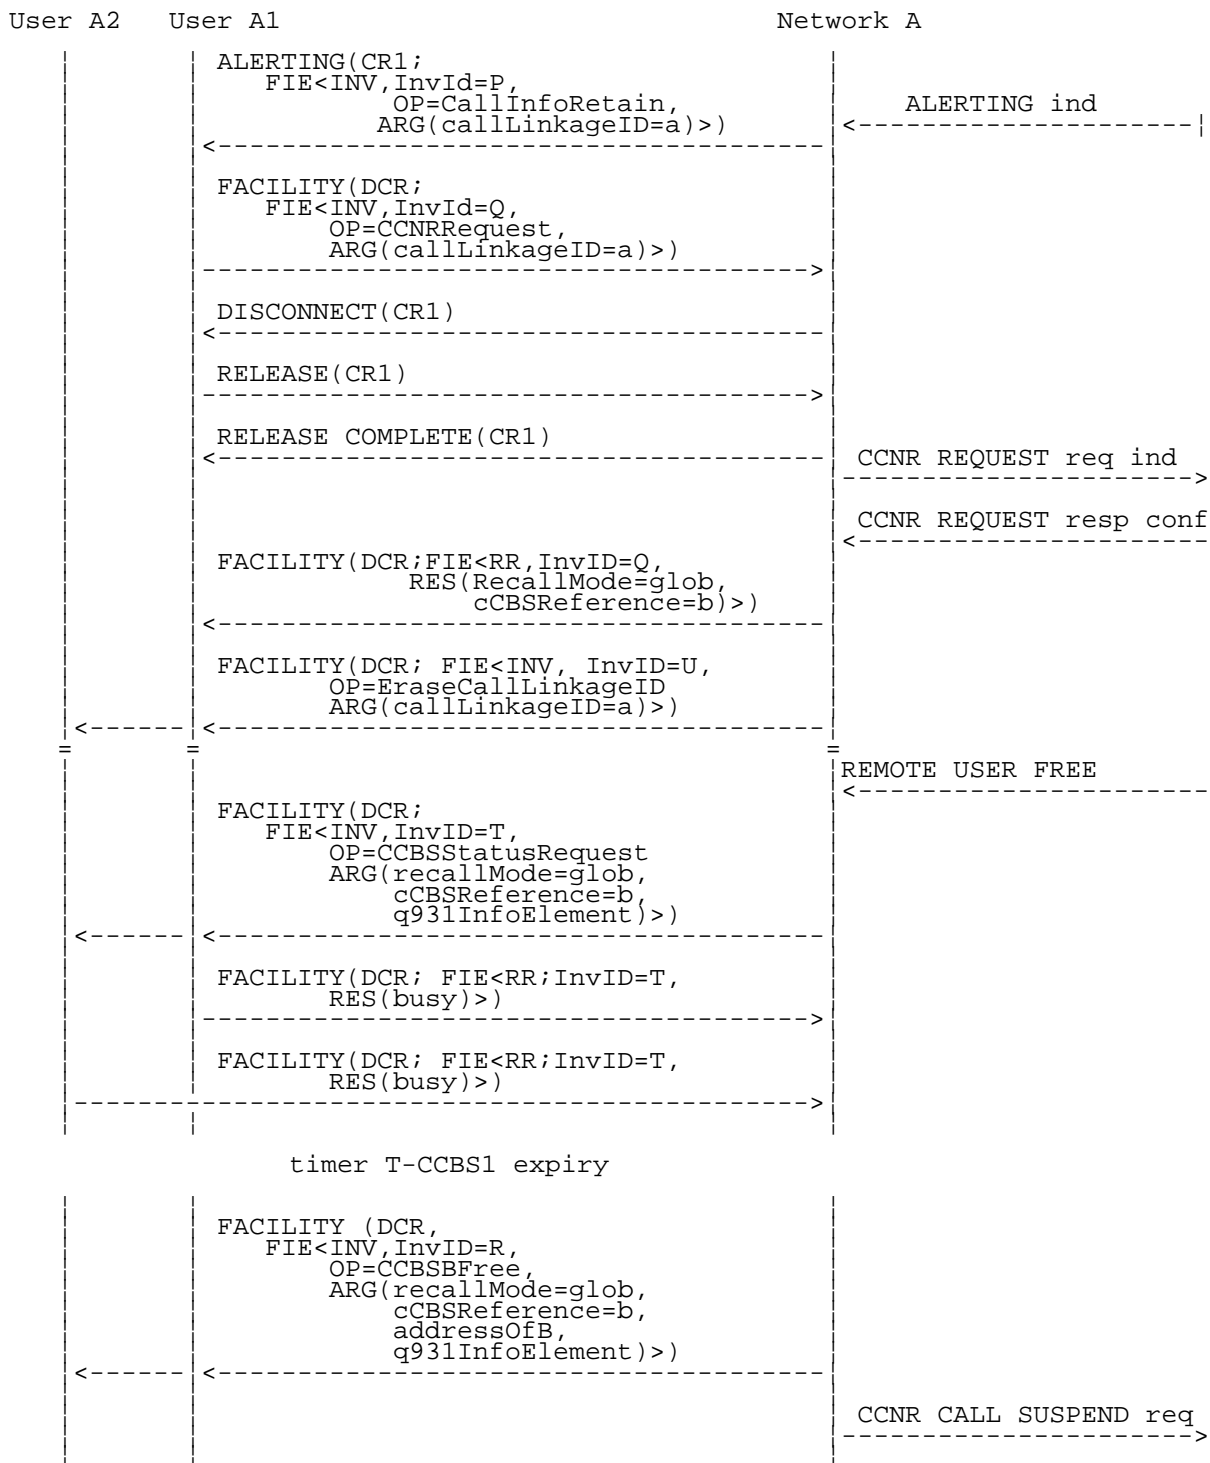 User A2 User A1 Network A
ALERTING(CR1;
FIE<INV,InvId=P,
OP=CallInfoRetain, ALERTING ind
ARG(callLinkageID=a)>)
FACILITY(DCR;
FIE<INV,InvId=Q,
OP=CCNRRequest,
ARG(callLinkageID=a)>)
DISCONNECT(CR1)
RELEASE(CR1)
RELEASE COMPLETE(CR1)
CCNR REQUEST req ind
CCNR REQUEST resp conf
FACILITY(DCR;FIE<RR,InvID=Q,
RES(RecallMode=glob,
cCBSReference=b)>)
FACILITY(DCR; FIE<INV, InvID=U,
OP=EraseCallLinkageID
ARG(callLinkageID=a)>)
REMOTE USER FREE
FACILITY(DCR;
FIE<INV,InvID=T,
OP=CCBSStatusRequest
ARG(recallMode=glob,
cCBSReference=b,
q931InfoElement)>)
FACILITY(DCR; FIE<RR;InvID=T,
RES(busy)>)
FACILITY(DCR; FIE<RR;InvID=T,
RES(busy)>)
timer T-CCBS1 expiry
FACILITY (DCR,
FIE<INV,InvID=R,
OP=CCBSBFree,
ARG(recallMode=glob,
cCBSReference=b,
addressOfB,
q931InfoElement)>)
CCNR CALL SUSPEND req